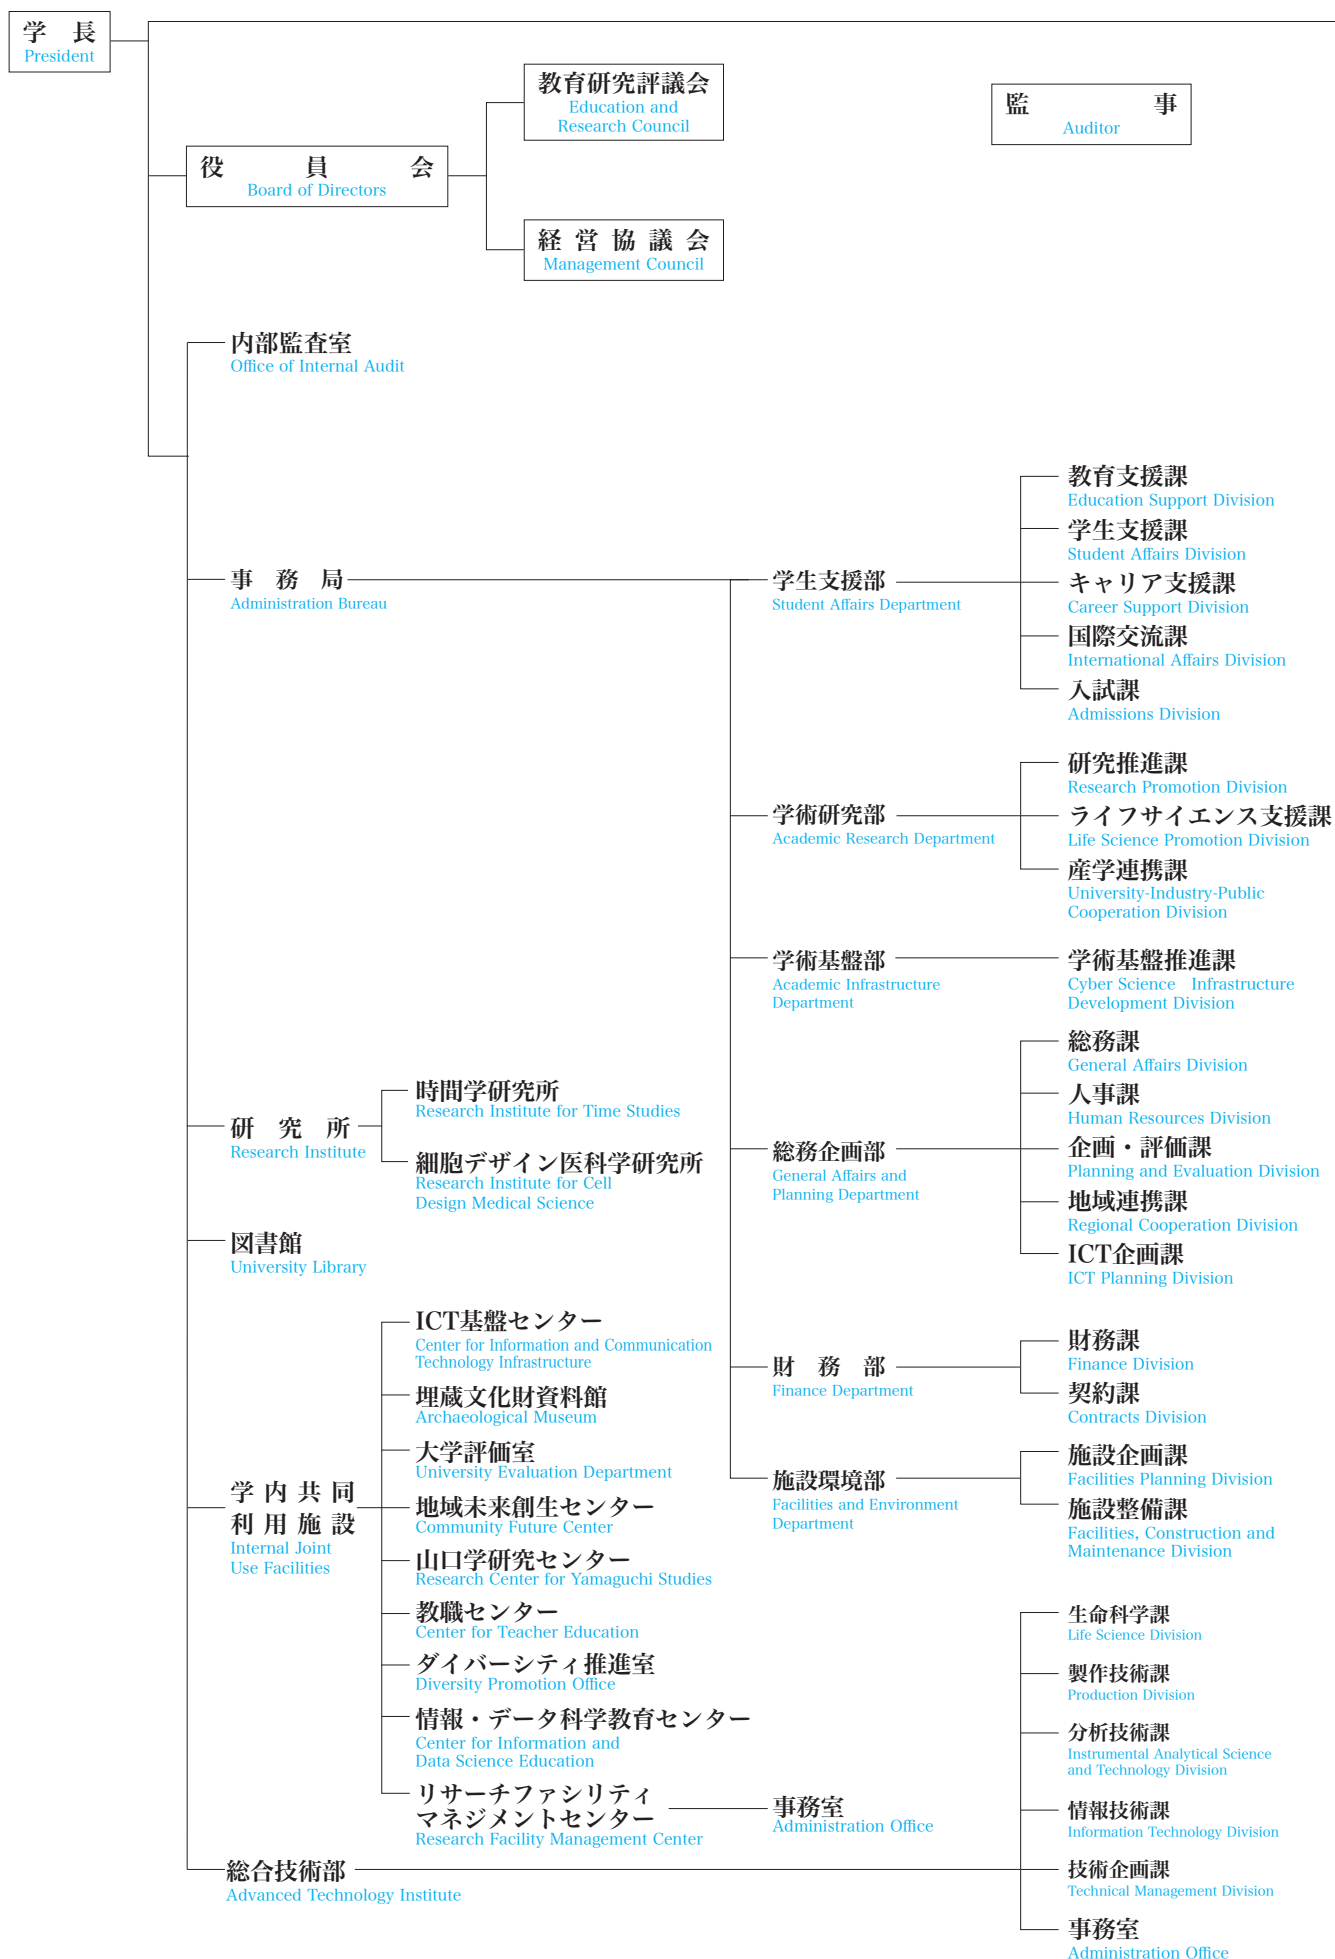 学　長
President
教育研究評議会
Education and
Research Council
監　事
Auditor
役　員　会
Board of Directors
経営協議会
Management Council
内部監査室
Office of Internal Audit
事　務　局
Administration Bureau
学生支援部
Student Affairs Department
教育支援課
Education Support Division
学生支援課
Student Affairs Division
キャリア支援課
Career Support Division
国際交流課
International Affairs Division
入試課
Admissions Division
学術研究部
Academic Research Department
研究推進課
Research Promotion Division
ライフサイエンス支援課
Life Science Promotion Division
産学連携課
University-Industry-Public
Cooperation Division
学術基盤部
Academic Infrastructure
Department
学術基盤推進課
Cyber Science　Infrastructure
Development Division
総務企画部
General Affairs and
Planning Department
総務課
General Affairs Division
人事課
Human Resources Division
企画・評価課
Planning and Evaluation Division
地域連携課
Regional Cooperation Division
ICT企画課
ICT Planning Division
財　務　部
Finance Department
財務課
Finance Division
契約課
Contracts Division
施設環境部
Facilities and Environment
Department
施設企画課
Facilities Planning Division
施設整備課
Facilities, Construction and
Maintenance Division
研　究　所
Research Institute
時間学研究所
Research Institute for Time Studies
細胞デザイン医科学研究所
Research Institute for Cell
Design Medical Science
図書館
University Library
学内共同
利用施設
Internal Joint
Use Facilities
ICT基盤センター
Center for Information and Communication
Technology Infrastructure
埋蔵文化財資料館
Archaeological Museum
大学評価室
University Evaluation Department
地域未来創生センター
Community Future Center
山口学研究センター
Research Center for Yamaguchi Studies
教職センター
Center for Teacher Education
ダイバーシティ推進室
Diversity Promotion Office
情報・データ科学教育センター
Center for Information and
Data Science Education
リサーチファシリティ
マネジメントセンター
Research Facility Management Center
事務室
Administration Office
総合技術部
Advanced Technology Institute
生命科学課
Life Science Division
製作技術課
Production Division
分析技術課
Instrumental Analytical Science
and Technology Division
情報技術課
Information Technology Division
技術企画課
Technical Management Division
事務室
Administration Office